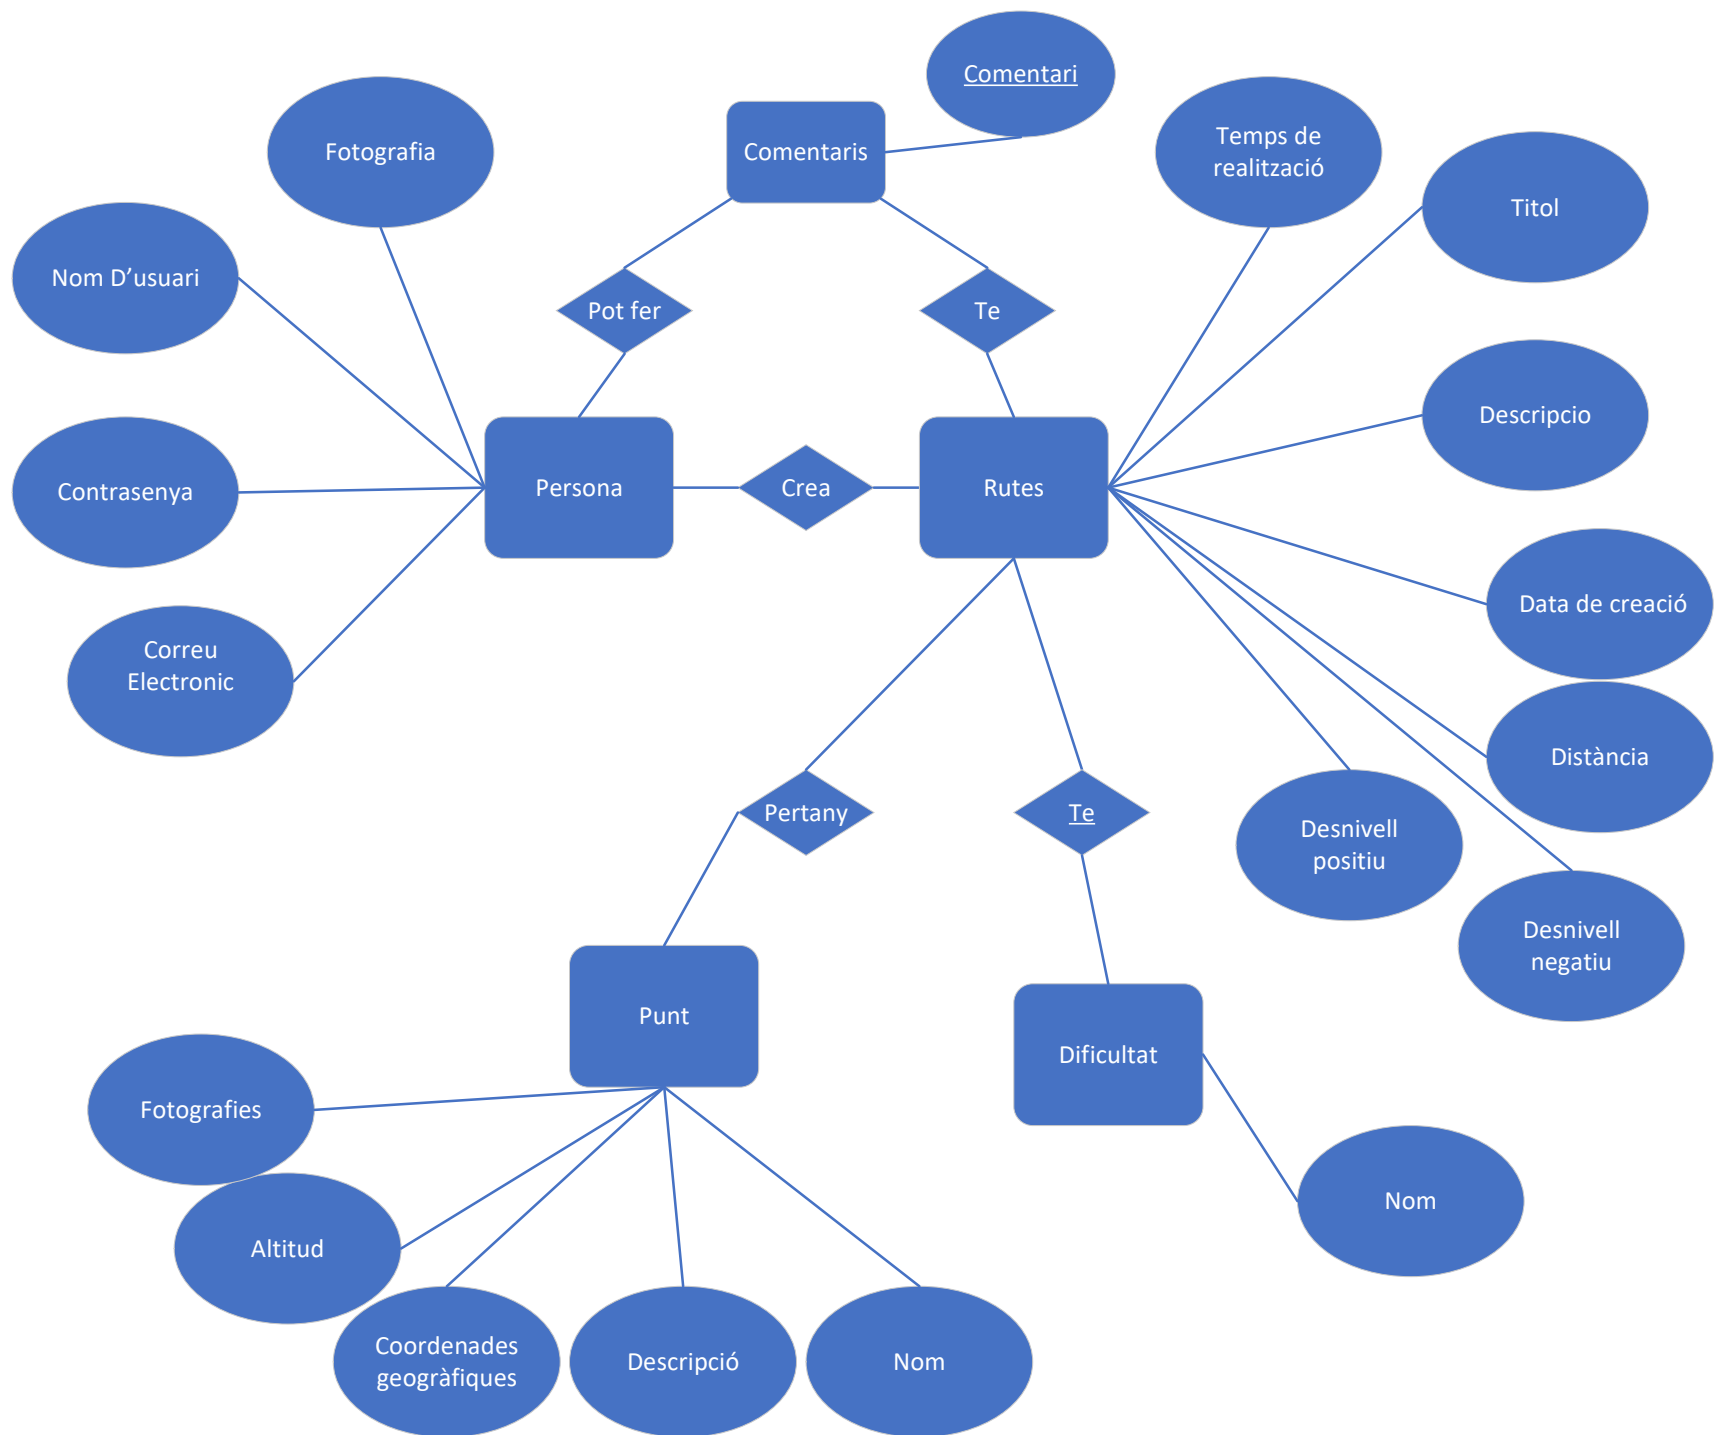 Comentari
Fotografia
Comentaris
Temps de
realització
Titol
Nom D'usuari
Pot fer
Te
Descripcio
Contrasenya
Persona
Crea
Rutes
Data de creació
Correu
Electronic
Distància
Pertany
Te
Desnivell
positiu
Desnivell
negatiu
Punt
Dificultat
Fotografies
Altitud
Nom
Coordenades
geogràfiques
Descripció
Nom